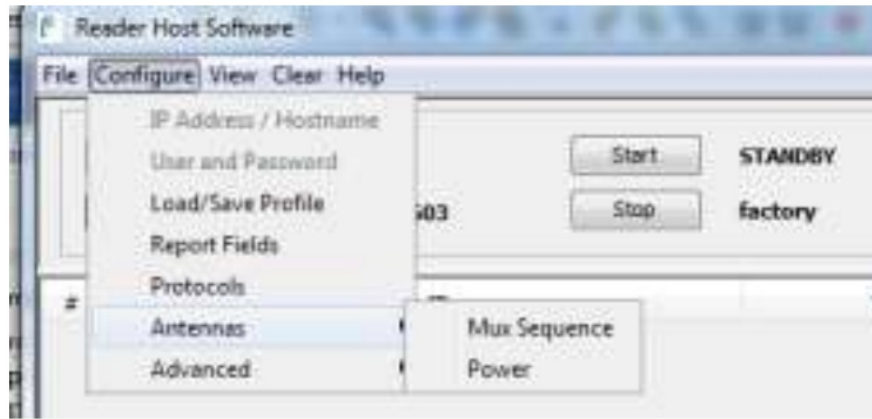 Reader Host Software
File Configure View Clear Help
IP Address / Hostname
User and Password
Start STANDBY
Load/Save Profile
503 Stop factory
Report Fields
Protocols
#
Antennas Mux Sequence
Advanced Power